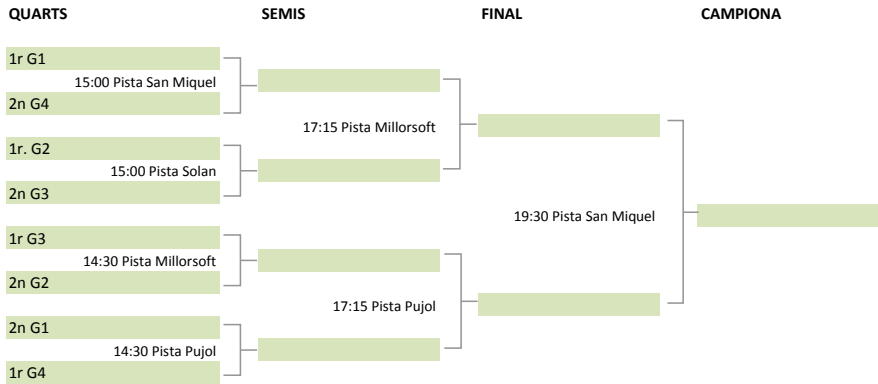 QUARTS SEMIS FINAL CAMPIONA
1r G1
15:00 Pista San Miquel
2n G4
17:15 Pista Millorsoft
1r. G2
15:00 Pista Solan
2n G3
19:30 Pista San Miquel
1r G3
14:30 Pista Millorsoft
2n G2
17:15 Pista Pujol
2n G1
14:30 Pista Pujol
1r G4